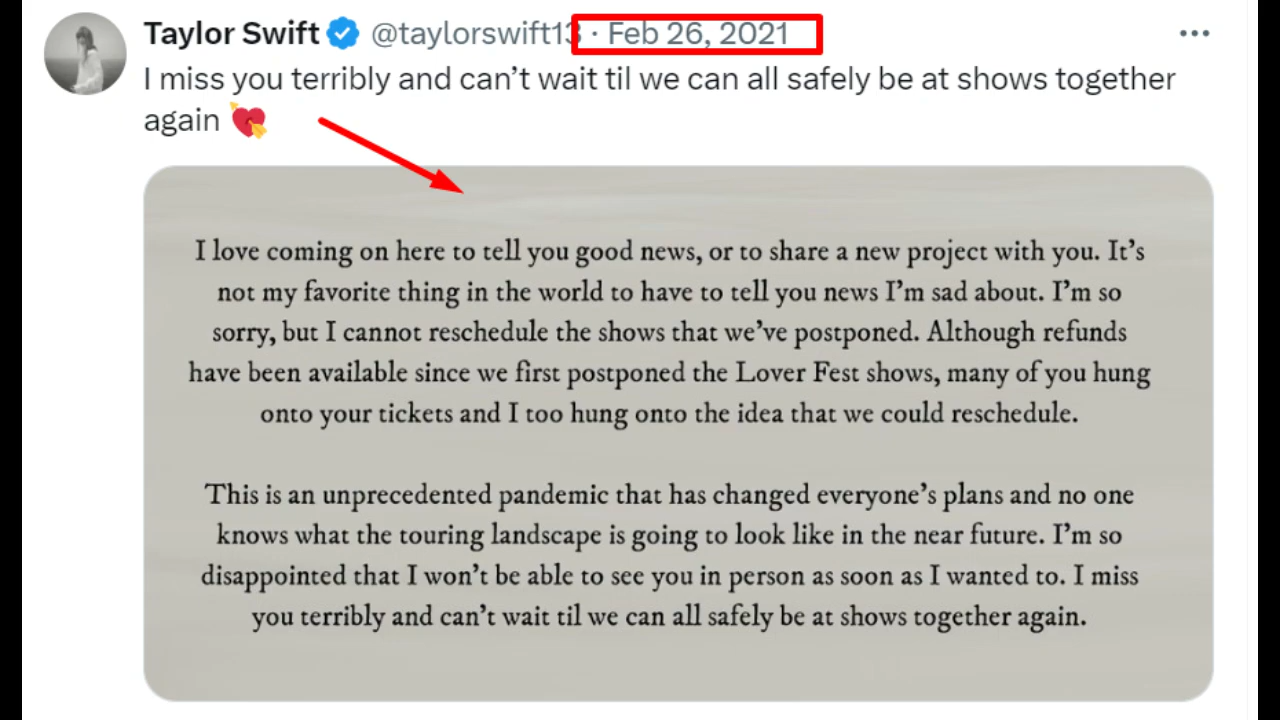 Taylor Swift @taylorswift13 · Feb 26, 2021
I miss you terribly and can’t wait til we can all safely be at shows together
again 💘
I love coming on here to tell you good news, or to share a new project with you. It’s
not my favorite thing in the world to have to tell you news I’m sad about. I’m so
sorry, but I cannot reschedule the shows that we’ve postponed. Although refunds
have been available since we first postponed the Lover Fest shows, many of you hung
onto your tickets and I too hung onto the idea that we could reschedule.
This is an unprecedented pandemic that has changed everyone’s plans and no one
knows what the touring landscape is going to look like in the near future. I’m so
disappointed that I won’t be able to see you in person as soon as I wanted to. I miss
you terribly and can’t wait til we can all safely be at shows together again.